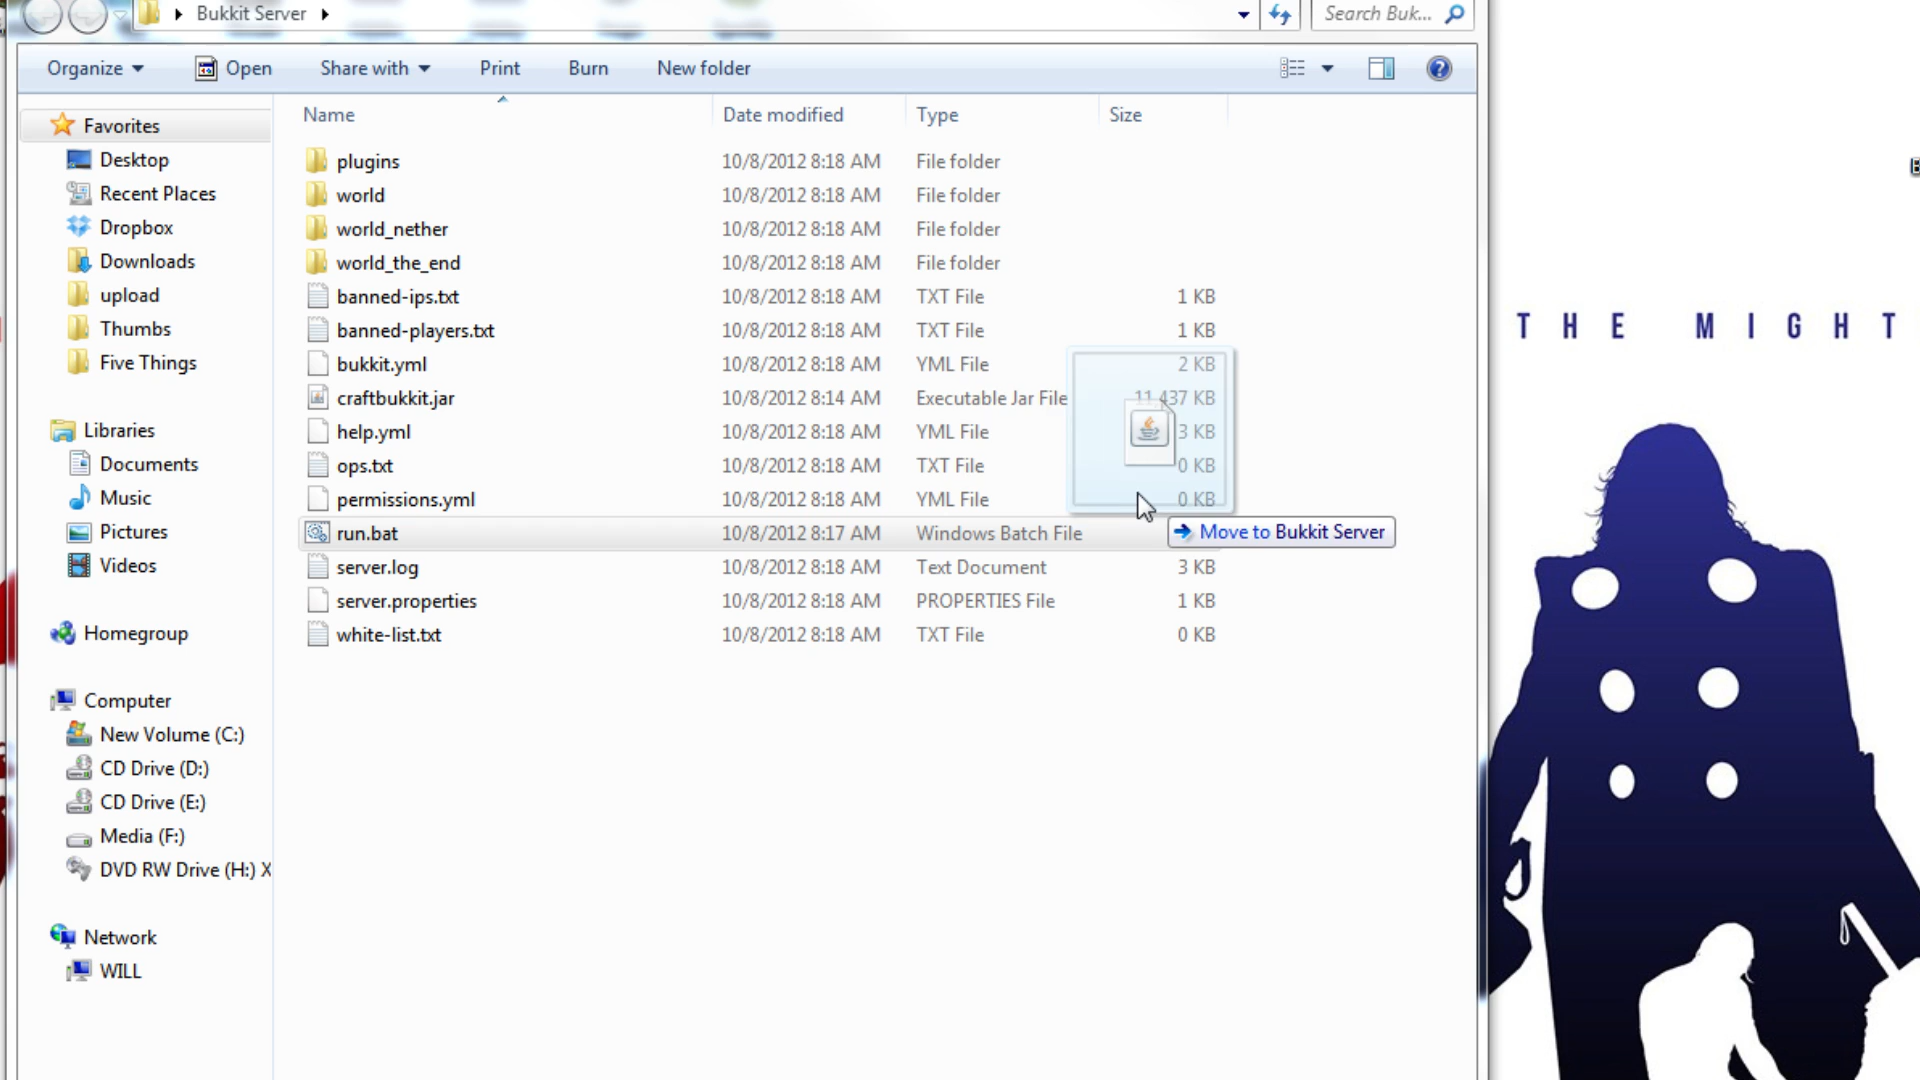 Bukkit Server
Search Buk...
Organize Open Share with Print Burn New folder
Name Date modified Type Size
Favorites
Desktop
Recent Places
Dropbox
Downloads
upload
Thumbs
Five Things
Libraries
Documents
Music
Pictures
Videos
Homegroup
Computer
New Volume (C:)
CD Drive (D:)
CD Drive (E:)
Media (F:)
DVD RW Drive (H:) X
Network
WILL
plugins 10/8/2012 8:18 AM File folder
world 10/8/2012 8:18 AM File folder
world_nether 10/8/2012 8:18 AM File folder
world_the_end 10/8/2012 8:18 AM File folder
banned-ips.txt 10/8/2012 8:18 AM TXT File 1 KB
banned-players.txt 10/8/2012 8:18 AM TXT File 1 KB
bukkit.yml 10/8/2012 8:18 AM YML File 2 KB
craftbukkit.jar 10/8/2012 8:14 AM Executable Jar File 11,437 KB
help.yml 10/8/2012 8:18 AM YML File 3 KB
ops.txt 10/8/2012 8:18 AM TXT File 0 KB
permissions.yml 10/8/2012 8:18 AM YML File 0 KB
run.bat 10/8/2012 8:17 AM Windows Batch File
Move to Bukkit Server
server.log 10/8/2012 8:18 AM Text Document 3 KB
server.properties 10/8/2012 8:18 AM PROPERTIES File 1 KB
white-list.txt 10/8/2012 8:18 AM TXT File 0 KB
THE MIGHT